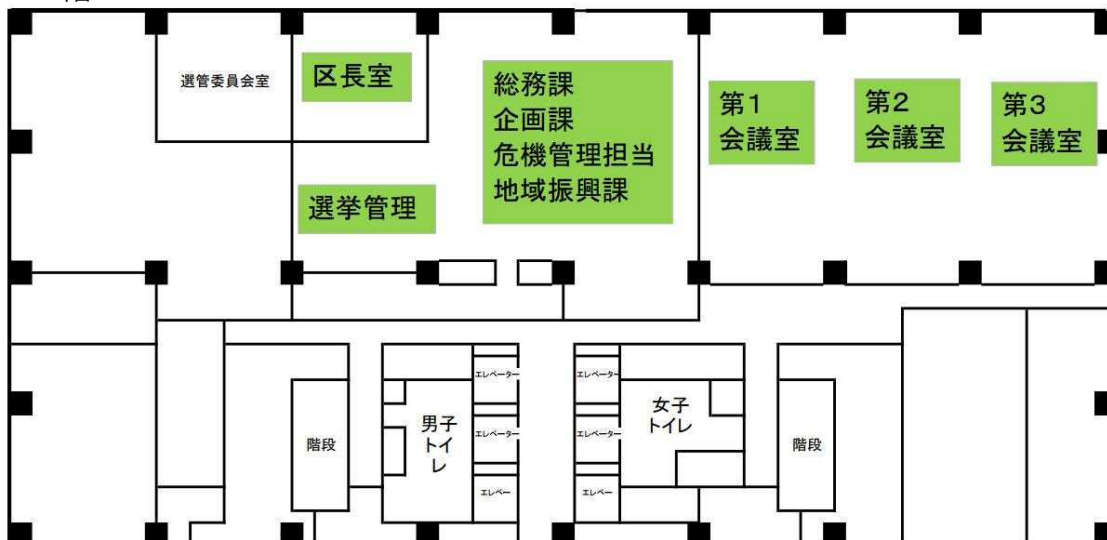 階
選管委員会室
区長室
総務課
企画課
危機管理担当
地域振興課
第1
会議室
第2
会議室
第3
会議室
選挙管理
エレベーター
エレベーター
エレベー
エレベーター
エレベーター
エレベー
男子
トイ
レ
女子
トイレ
階段
階段